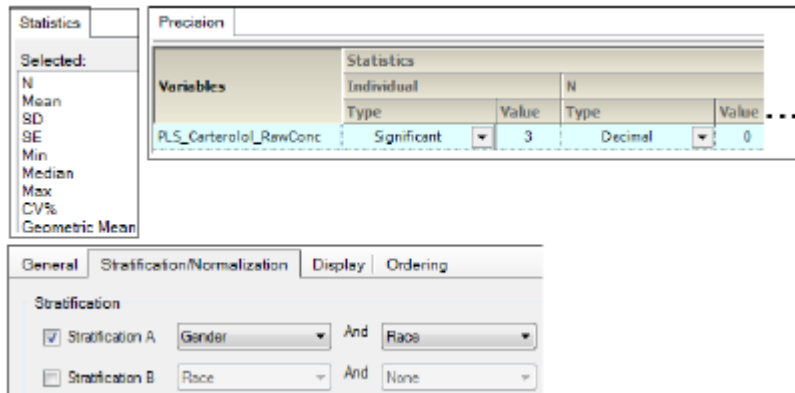 Statistics
Selected:
N
Mean
SD
SE
Min
Median
Max
CV%
Geometric Mean
Precision
Variables
Statistics
Individual N
Type Value Type Value
PLS_Carterolol_RawConc Significant 3 Decimal 0
...
General Stratification/Normalization Display Ordering
Stratification
Stratification A Gender And Race
Stratification B Race And None